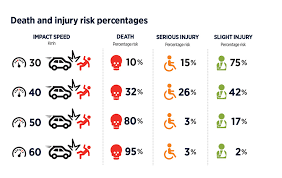 Death and injury risk percentages
IMPACT SPEED DEATH SERIOUS INJURY SLIGHT INJURY
Km/h Percentage risk Percentage risk Percentage risk
30 10% 15% 75%
40 32% 26% 42%
50 80% 3% 17%
60 95% 3% 2%